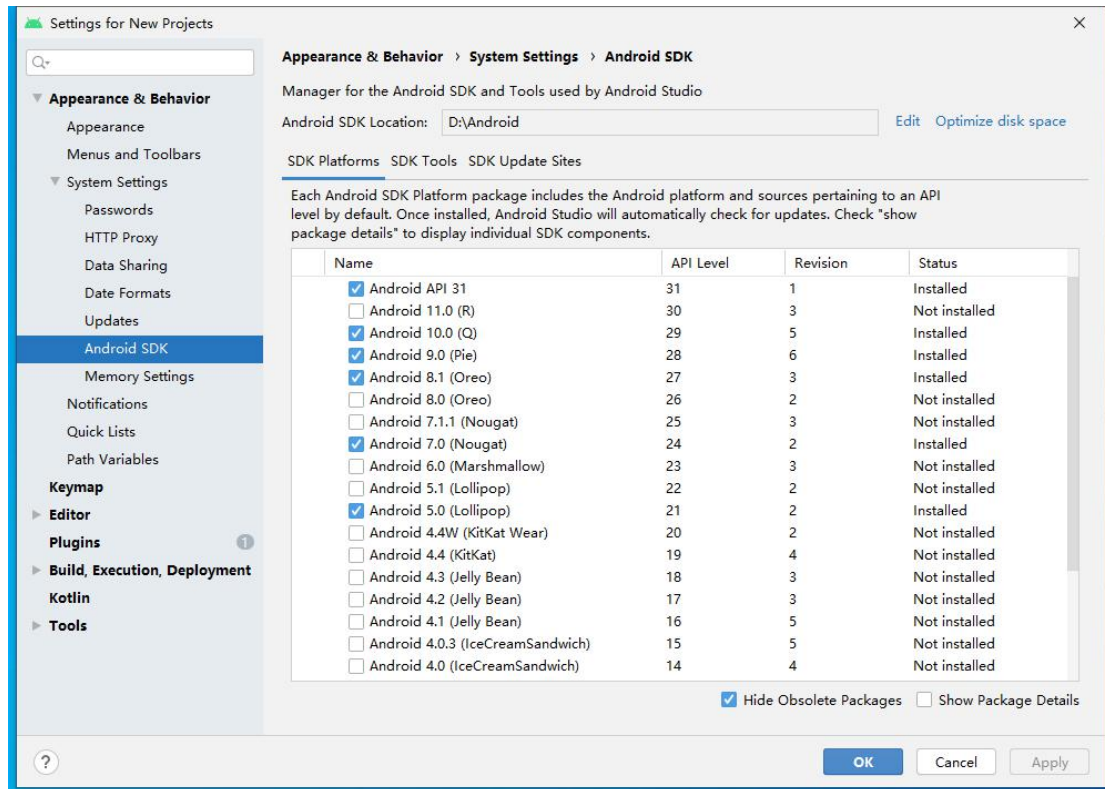 Settings for New Projects
Appearance & Behavior
Appearance
Menus and Toolbars
System Settings
Passwords
HTTP Proxy
Data Sharing
Date Formats
Updates
Android SDK
Memory Settings
Notifications
Quick Lists
Path Variables
Keymap
Editor
Plugins 1
Build, Execution, Deployment
Kotlin
Tools
Appearance & Behavior › System Settings › Android SDK
Manager for the Android SDK and Tools used by Android Studio
Android SDK Location: D:\Android Edit Optimize disk space
SDK Platforms SDK Tools SDK Update Sites
Each Android SDK Platform package includes the Android platform and sources pertaining to an API
level by default. Once installed, Android Studio will automatically check for updates. Check "show
package details" to display individual SDK components.
Name API Level Revision Status
Android API 31 31 1 Installed
Android 11.0 (R) 30 3 Not installed
Android 10.0 (Q) 29 5 Installed
Android 9.0 (Pie) 28 6 Installed
Android 8.1 (Oreo) 27 3 Installed
Android 8.0 (Oreo) 26 2 Not installed
Android 7.1.1 (Nougat) 25 3 Not installed
Android 7.0 (Nougat) 24 2 Installed
Android 6.0 (Marshmallow) 23 3 Not installed
Android 5.1 (Lollipop) 22 2 Not installed
Android 5.0 (Lollipop) 21 2 Installed
Android 4.4W (KitKat Wear) 20 2 Not installed
Android 4.4 (KitKat) 19 4 Not installed
Android 4.3 (Jelly Bean) 18 3 Not installed
Android 4.2 (Jelly Bean) 17 3 Not installed
Android 4.1 (Jelly Bean) 16 5 Not installed
Android 4.0.3 (IceCreamSandwich) 15 5 Not installed
Android 4.0 (IceCreamSandwich) 14 4 Not installed
Hide Obsolete Packages Show Package Details
? OK Cancel Apply